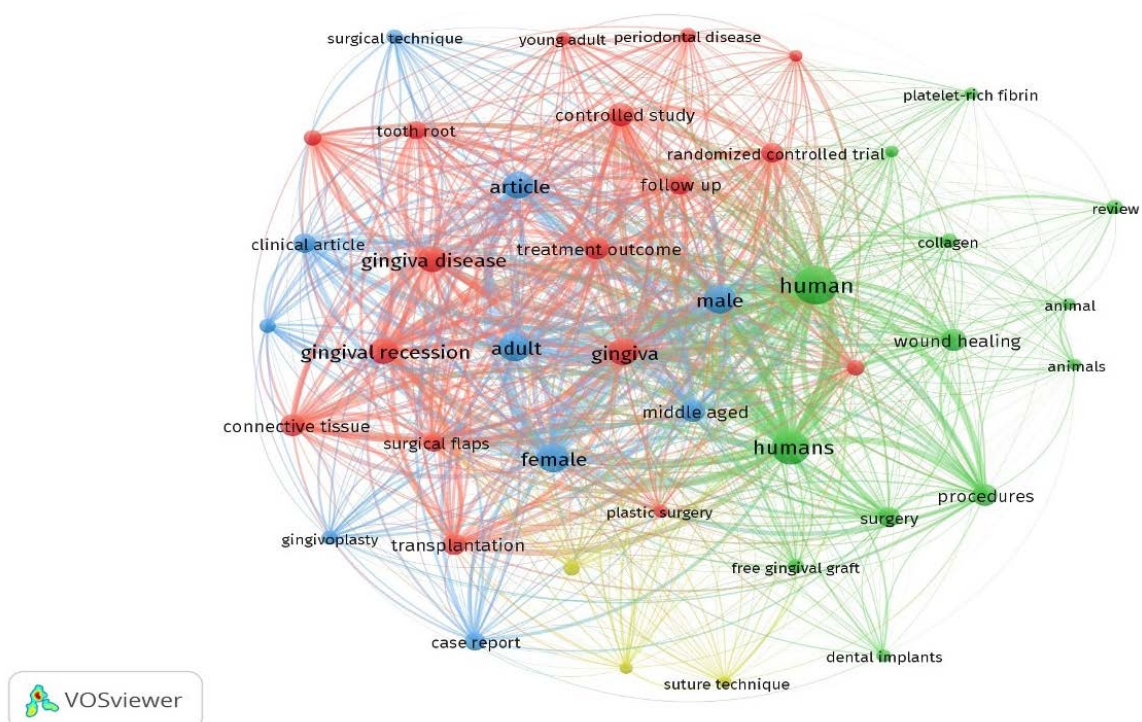 surgical technique
young adult
periodontal disease
platelet-rich fibrin
controlled study
tooth root
randomized controlled trial
article
follow up
review
clinical article
collagen
treatment outcome
gingiva disease
human
male
animal
wound healing
adult
gingival recession
gingiva
animals
middle aged
connective tissue
surgical flaps
humans
female
procedures
plastic surgery
surgery
gingivoplasty
transplantation
free gingival graft
case report
dental implants
suture technique
VOSviewer